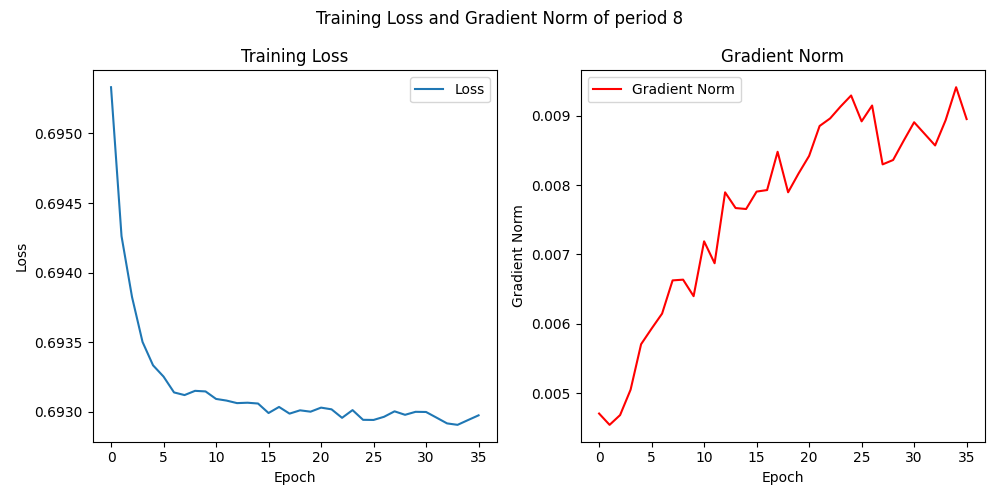 Training Loss and Gradient Norm of period 8
Training Loss
Loss
0.6950
0.6945
0.6940
0.6935
0.6930
Loss
0 5 10 15 20 25 30 35
Epoch
Gradient Norm
Gradient Norm
0.009
0.008
0.007
0.006
0.005
Gradient Norm
0 5 10 15 20 25 30 35
Epoch